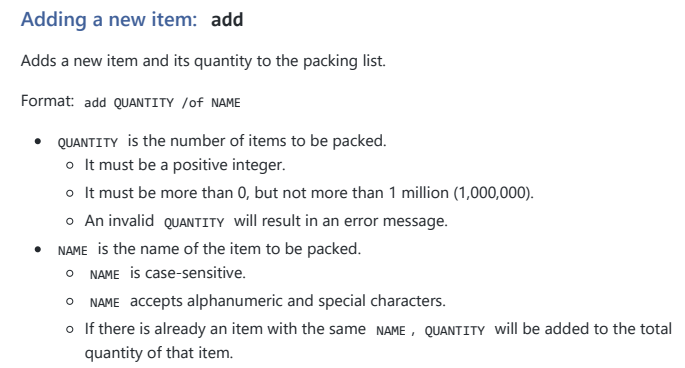 Adding a new item: add
Adds a new item and its quantity to the packing list.
Format: add QUANTITY /of NAME
• QUANTITY is the number of items to be packed.
○ It must be a positive integer.
○ It must be more than 0, but not more than 1 million (1,000,000).
○ An invalid QUANTITY will result in an error message.
• NAME is the name of the item to be packed.
○ NAME is case-sensitive.
○ NAME accepts alphanumeric and special characters.
○ If there is already an item with the same NAME , QUANTITY will be added to the total
quantity of that item.